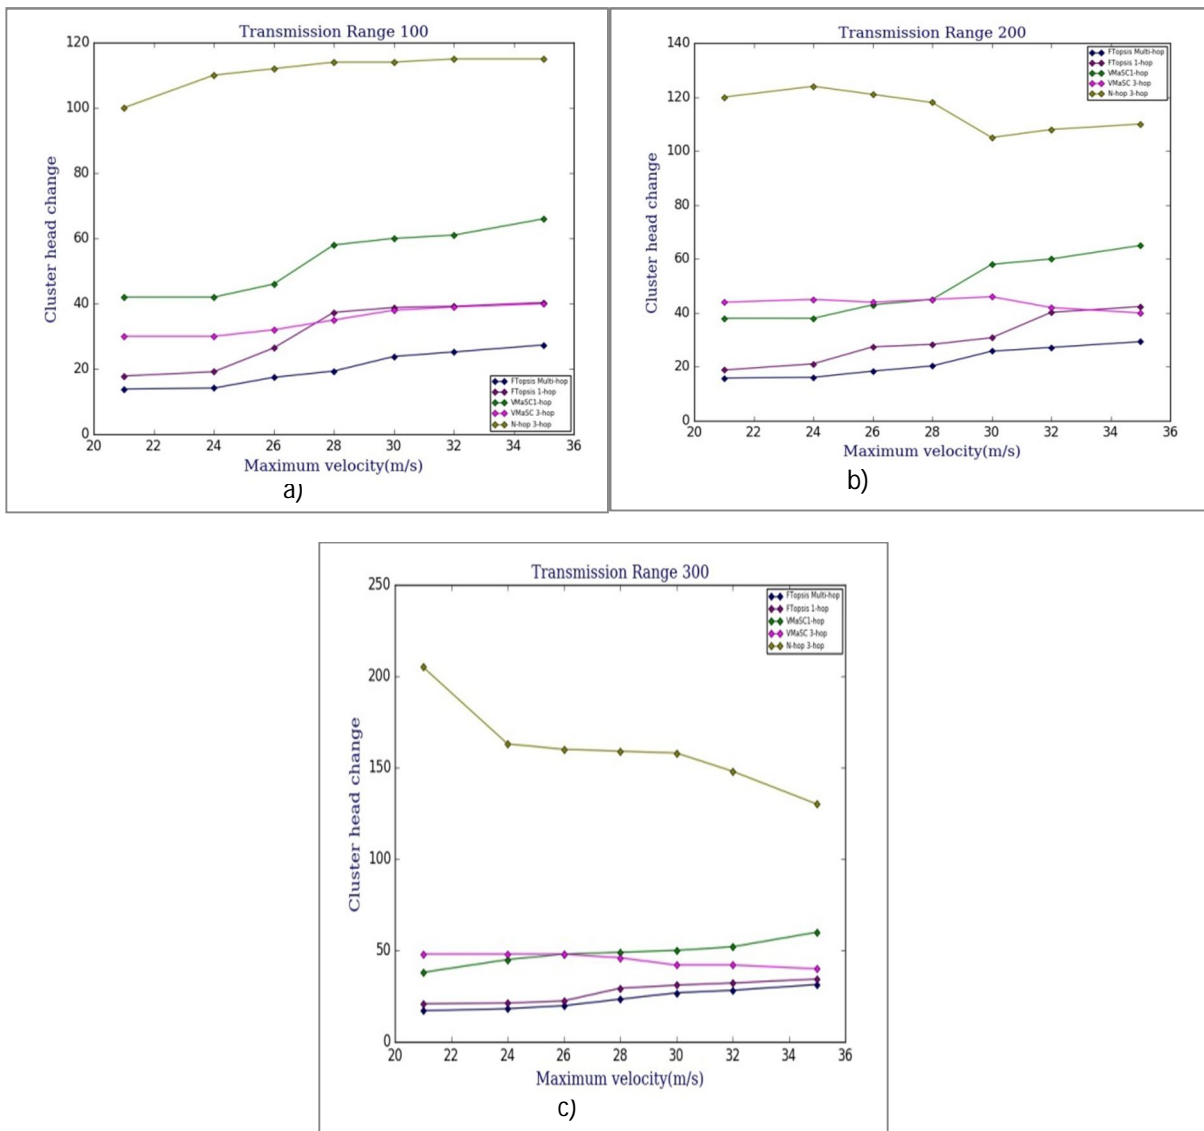 Transmission Range 100
120
100
80
60
40
20
0
Cluster head change
FTopsis Multi-hop
FTopsis 1-hop
VMaSC1-hop
VMaSC 3-hop
N-hop 3-hop
20 22 24 26 28 30 32 34 36
Maximum velocity(m/s)
a)
Transmission Range 200
140
120
100
80
60
40
20
0
Cluster head change
FTopsis Multi-hop
FTopsis 1-hop
VMaSC1-hop
VMaSC 3-hop
N-hop 3-hop
20 22 24 26 28 30 32 34 36
Maximum velocity(m/s)
b)
Transmission Range 300
250
200
150
100
50
0
Cluster head change
FTopsis Multi-hop
FTopsis 1-hop
VMaSC1-hop
VMaSC 3-hop
N-hop 3-hop
20 22 24 26 28 30 32 34 36
Maximum velocity(m/s)
c)